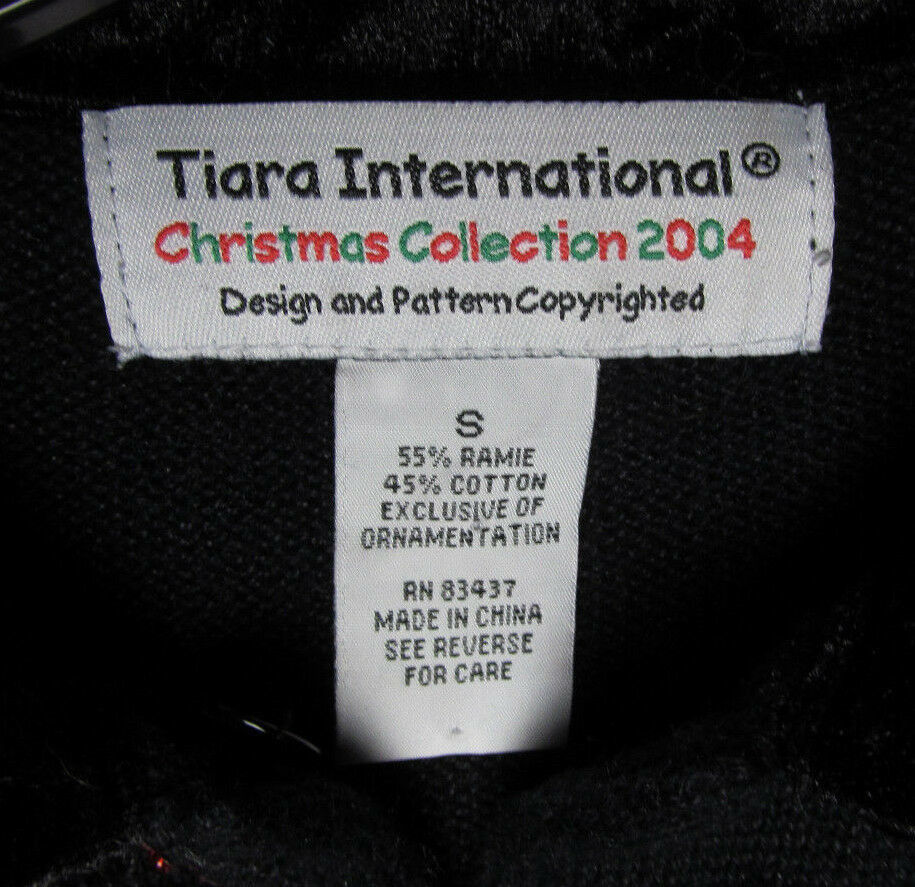 Tiara International®
Christmas Collection 2004
Design and Pattern Copyrighted
S
55% RAMIE
45% COTTON
EXCLUSIVE OF
ORNAMENTATION
RN 83437
MADE IN CHINA
SEE REVERSE
FOR CARE